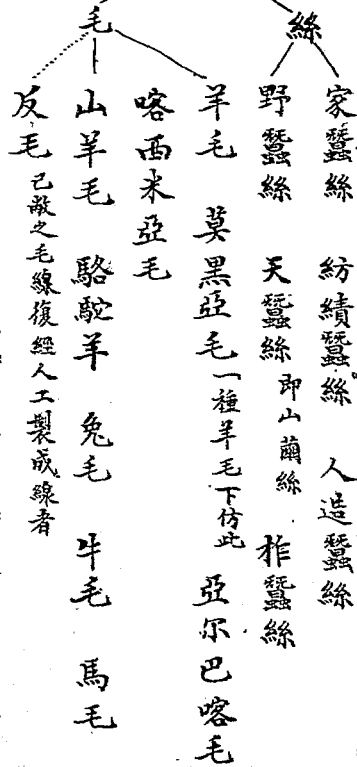 絲
家蠶絲　紡績蠶絲　人造蠶絲
野蠶絲　天蠶絲即山繭絲　柞蠶絲
毛
羊毛　莫黑亞毛一種羊毛下仿此　亞尔巴喀毛
喀西米亞毛
山羊毛　駱駝羊　兔毛　牛毛　馬毛
反毛已敝之毛線復經人工製成線者